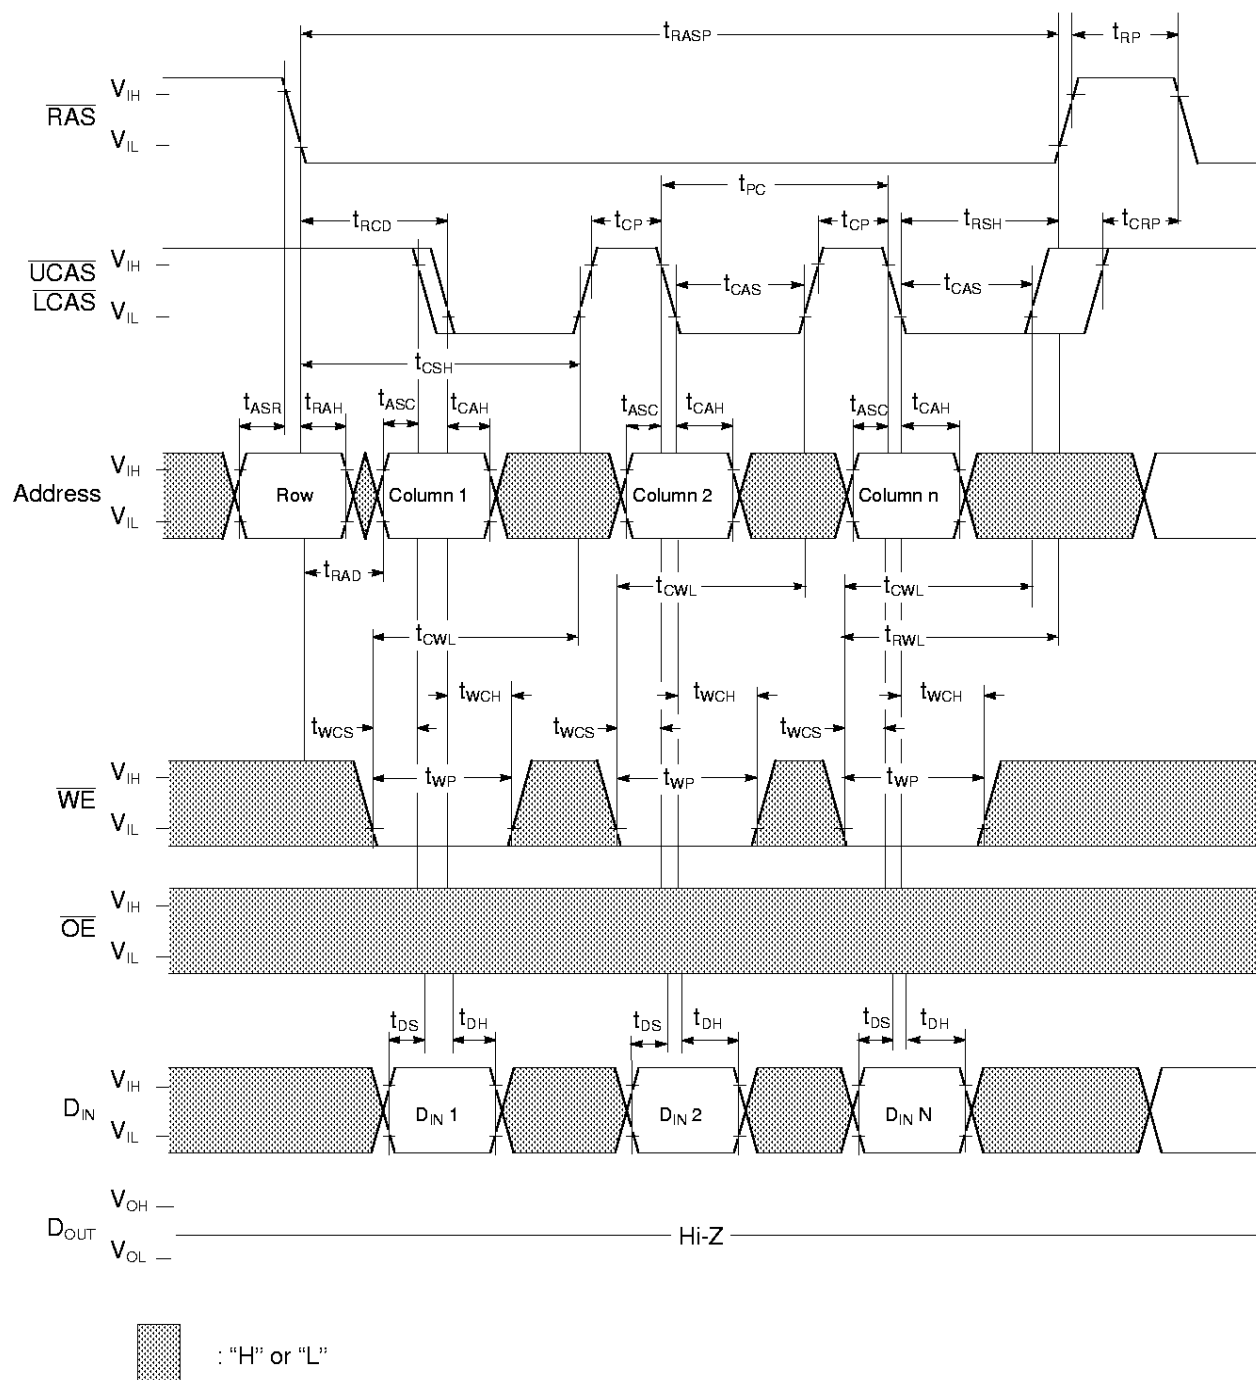 tRASP
tRP
RAS
VIH
VIL
tPC
tRCD
tCP
tCP
tRSH
tCRP
UCAS
LCAS
VIH
VIL
tCAS
tCAS
tCSH
tASR
tRAH
tASC
tCAH
tASC
tCAH
tASC
tCAH
Address
VIH
VIL
Row
Column 1
Column 2
Column n
tRAD
tCWL
tCWL
tCWL
tRWL
tWCH
tWCH
tWCH
tWCS
tWCS
tWCS
WE
VIH
VIL
tWP
tWP
tWP
OE
VIH
VIL
tDS
tDH
tDS
tDH
tDS
tDH
DIN
VIH
VIL
DIN 1
DIN 2
DIN N
DOUT
VOH
VOL
Hi-Z
: “H” or “L”